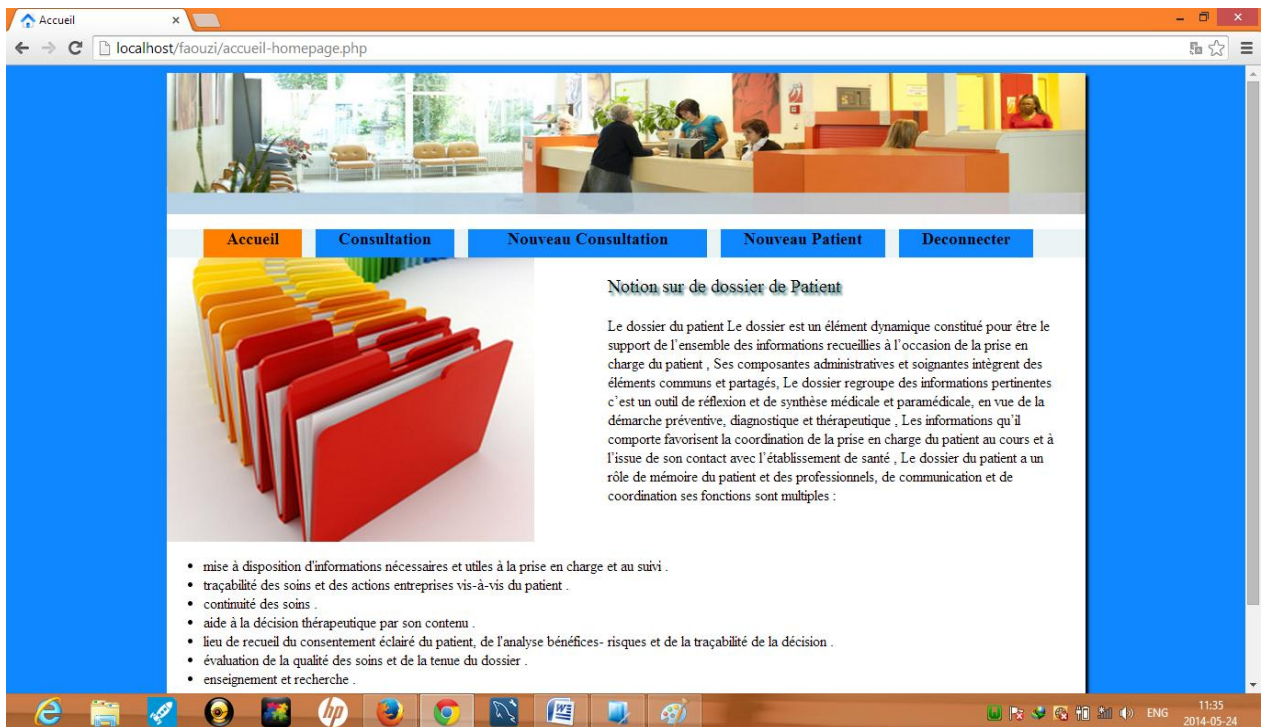 Accueil
localhost/faouzi/accueil-homepage.php
Accueil Consultation Nouveau Consultation Nouveau Patient Deconnecter
Notion sur de dossier de Patient
Le dossier du patient Le dossier est un élément dynamique constitué pour être le
support de l’ensemble des informations recueillies à l’occasion de la prise en
charge du patient , Ses composantes administratives et soignantes intègrent des
éléments communs et partagés, Le dossier regroupe des informations pertinentes
c’est un outil de réflexion et de synthèse médicale et paramédicale, en vue de la
démarche préventive, diagnostique et thérapeutique , Les informations qu’il
comporte favorisent la coordination de la prise en charge du patient au cours et à
l’issue de son contact avec l’établissement de santé , Le dossier du patient a un
rôle de mémoire du patient et des professionnels, de communication et de
coordination ses fonctions sont multiples :
• mise à disposition d'informations nécessaires et utiles à la prise en charge et au suivi .
• traçabilité des soins et des actions entreprises vis-à-vis du patient .
• continuité des soins .
• aide à la décision thérapeutique par son contenu .
• lieu de recueil du consentement éclairé du patient, de l'analyse bénéfices- risques et de la traçabilité de la décision .
• évaluation de la qualité des soins et de la tenue du dossier .
• enseignement et recherche .
hp
ENG
11:35
2014-05-24